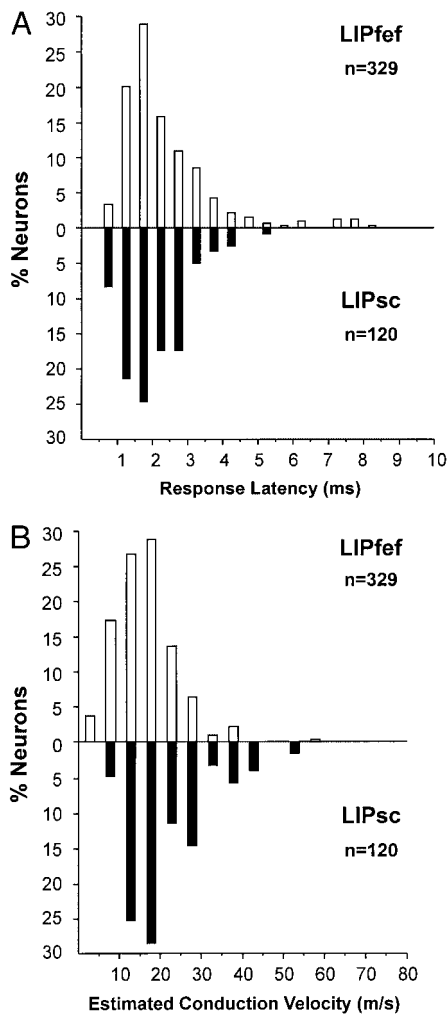 A
LIPfef
n=329
30
25
20
15
10
5
0
5
10
15
20
25
30
% Neurons
LIPsc
n=120
1 2 3 4 5 6 7 8 9 10
Response Latency (ms)
B
LIPfef
n=329
30
25
20
15
10
5
0
5
10
15
20
25
30
% Neurons
LIPsc
n=120
10 20 30 40 50 60 70 80
Estimated Conduction Velocity (m/s)